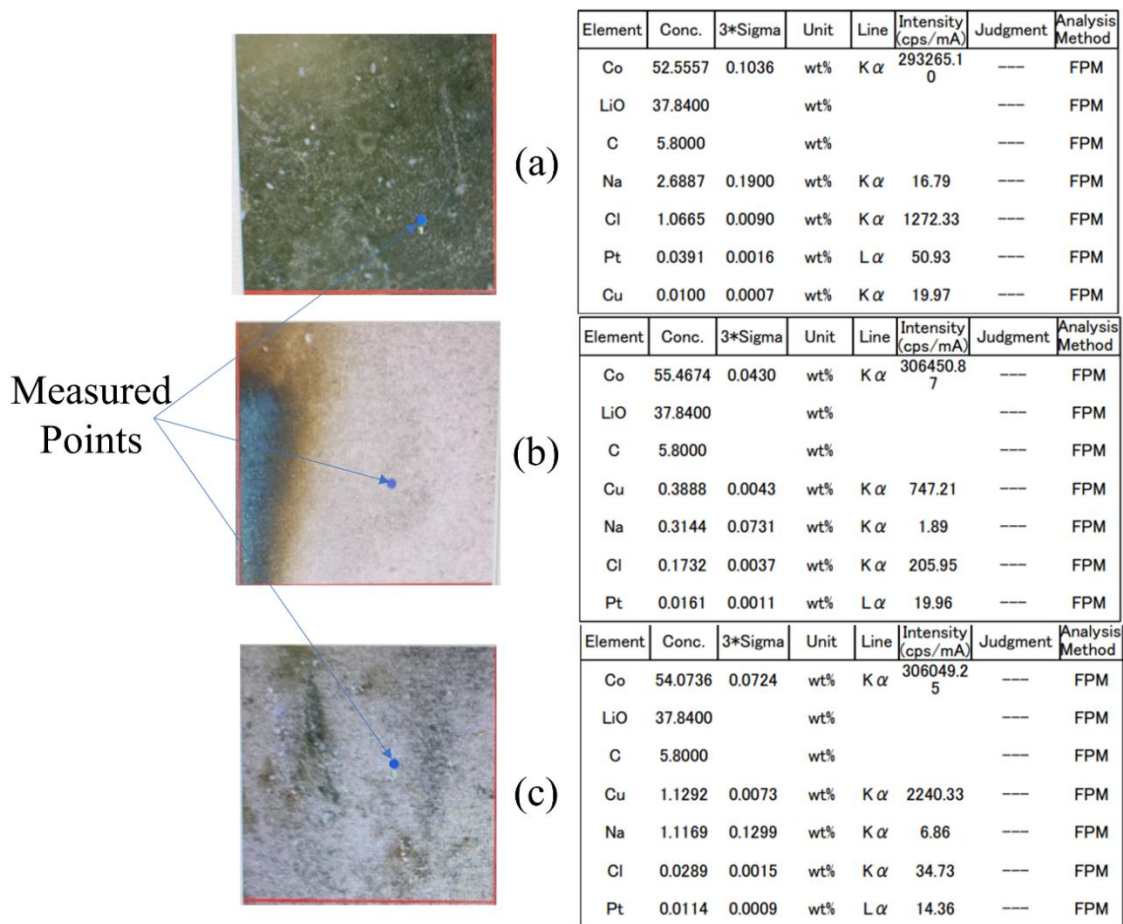 Measured
Points
(a)
Element Conc. 3*Sigma Unit Line Intensity (cps/mA) Judgment Analysis Method
Co 52.5557 0.1036 wt% Kα 293265.10 --- FPM
LiO 37.8400 wt% --- FPM
C 5.8000 wt% --- FPM
Na 2.6887 0.1900 wt% Kα 16.79 --- FPM
Cl 1.0665 0.0090 wt% Kα 1272.33 --- FPM
Pt 0.0391 0.0016 wt% Lα 50.93 --- FPM
Cu 0.0100 0.0007 wt% Kα 19.97 --- FPM
(b)
Element Conc. 3*Sigma Unit Line Intensity (cps/mA) Judgment Analysis Method
Co 55.4674 0.0430 wt% Kα 306450.87 --- FPM
LiO 37.8400 wt% --- FPM
C 5.8000 wt% --- FPM
Cu 0.3888 0.0043 wt% Kα 747.21 --- FPM
Na 0.3144 0.0731 wt% Kα 1.89 --- FPM
Cl 0.1732 0.0037 wt% Kα 205.95 --- FPM
Pt 0.0161 0.0011 wt% Lα 19.96 --- FPM
(c)
Element Conc. 3*Sigma Unit Line Intensity (cps/mA) Judgment Analysis Method
Co 54.0736 0.0724 wt% Kα 306049.25 --- FPM
LiO 37.8400 wt% --- FPM
C 5.8000 wt% --- FPM
Cu 1.1292 0.0073 wt% Kα 2240.33 --- FPM
Na 1.1169 0.1299 wt% Kα 6.86 --- FPM
Cl 0.0289 0.0015 wt% Kα 34.73 --- FPM
Pt 0.0114 0.0009 wt% Lα 14.36 --- FPM